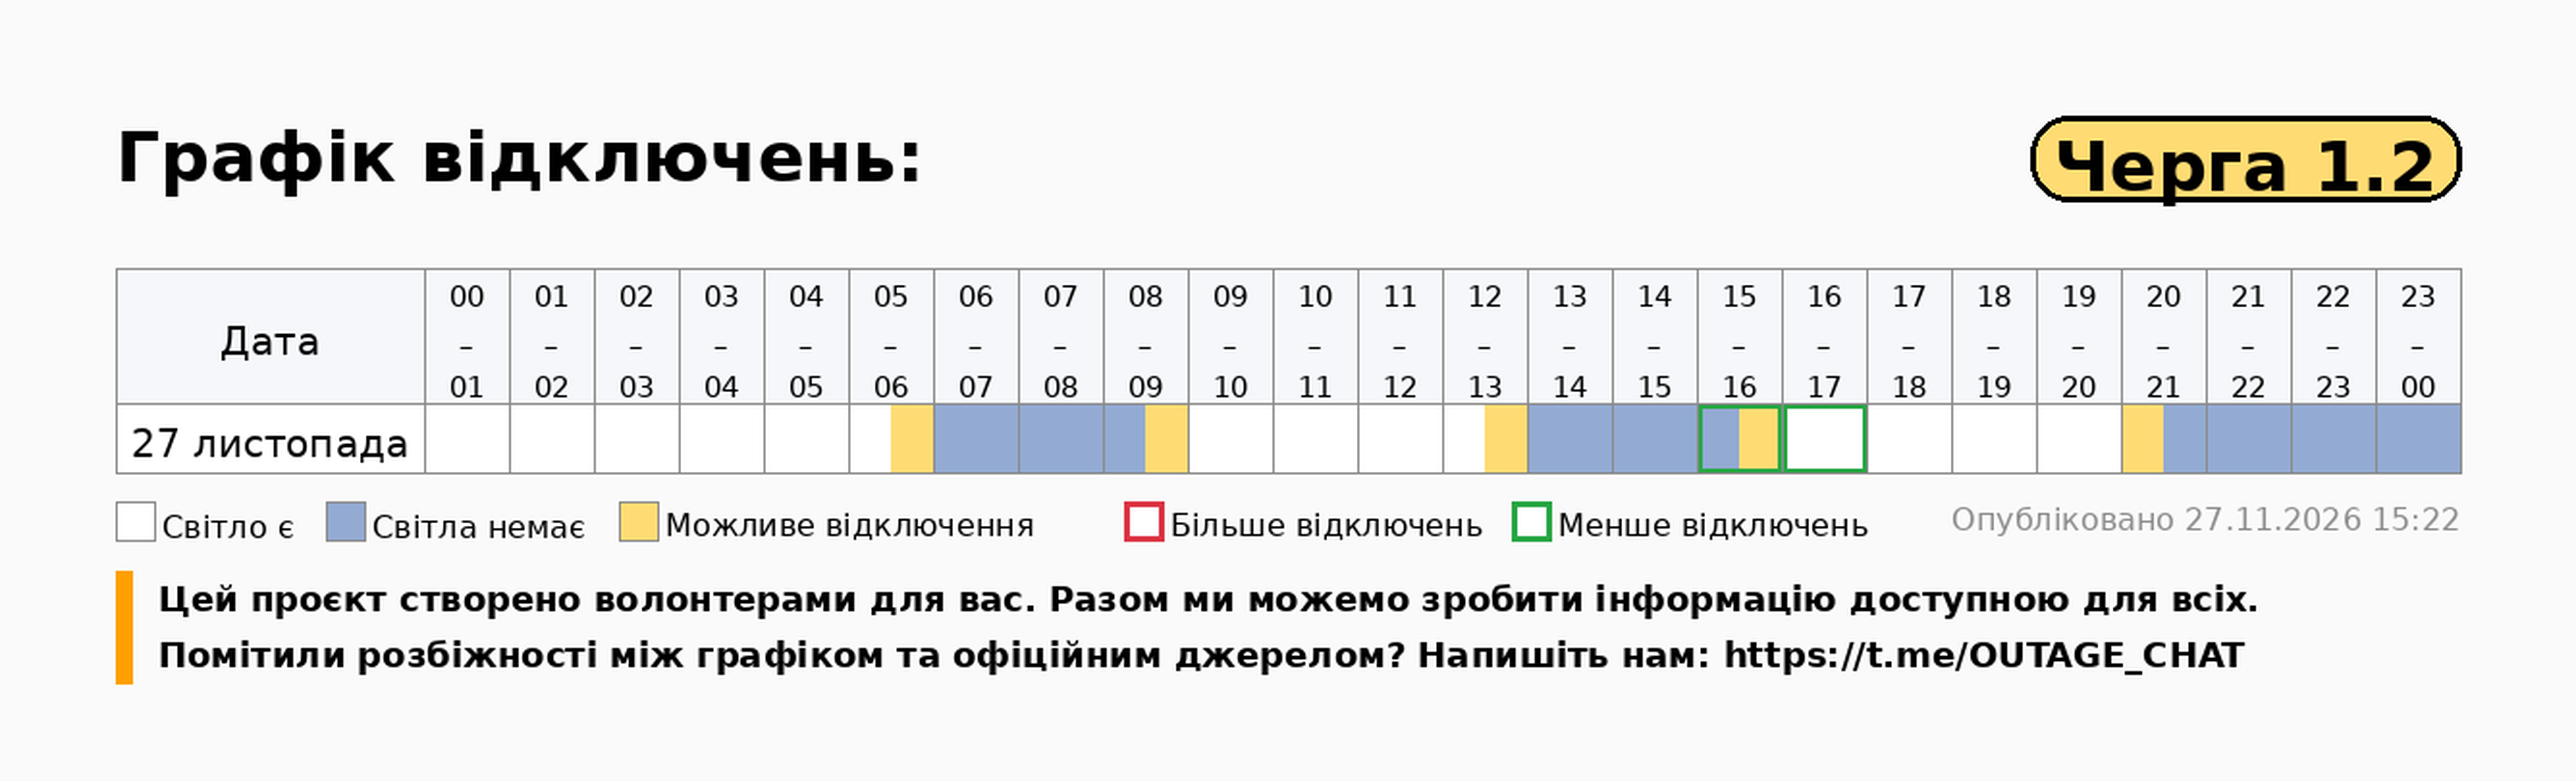 Графік відключень:
Черга 1.2
Дата
00 – 01
01 – 02
02 – 03
03 – 04
04 – 05
05 – 06
06 – 07
07 – 08
08 – 09
09 – 10
10 – 11
11 – 12
12 – 13
13 – 14
14 – 15
15 – 16
16 – 17
17 – 18
18 – 19
19 – 20
20 – 21
21 – 22
22 – 23
23 – 00
27 листопада
Світло є
Світла немає
Можливе відключення
Більше відключень
Менше відключень
Опубліковано 27.11.2026 15:22
Цей проєкт створено волонтерами для вас. Разом ми можемо зробити інформацію доступною для всіх.
Помітили розбіжності між графіком та офіційним джерелом? Напишіть нам: https://t.me/OUTAGE_CHAT